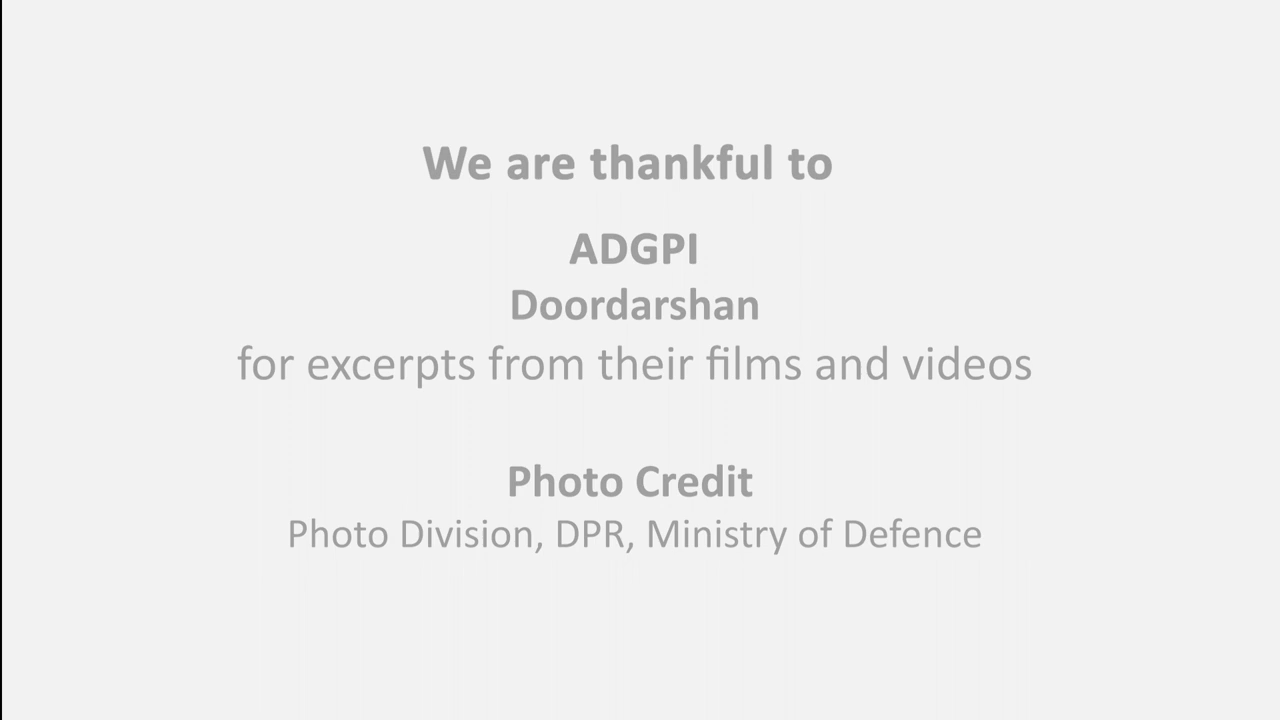 We are thankful to
ADGPI
Doordarshan
for excerpts from their films and videos
Photo Credit
Photo Division, DPR, Ministry of Defence